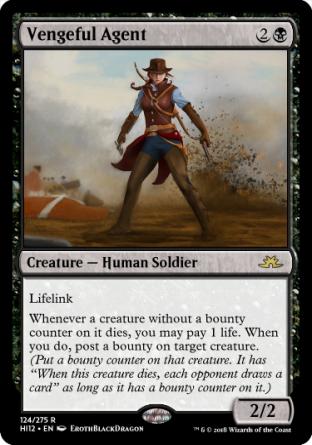 Vengeful Agent 2
Creature — Human Soldier
Lifelink
Whenever a creature without a bounty
counter on it dies, you may pay 1 life. When
you do, post a bounty on target creature.
(Put a bounty counter on that creature. It has
“When this creature dies, each opponent draws a
card” as long as it has a bounty counter on it.)
2/2
124/275 R
HI12 • EN ErothBlackDragon
™ & © 2018 Wizards of the Coast